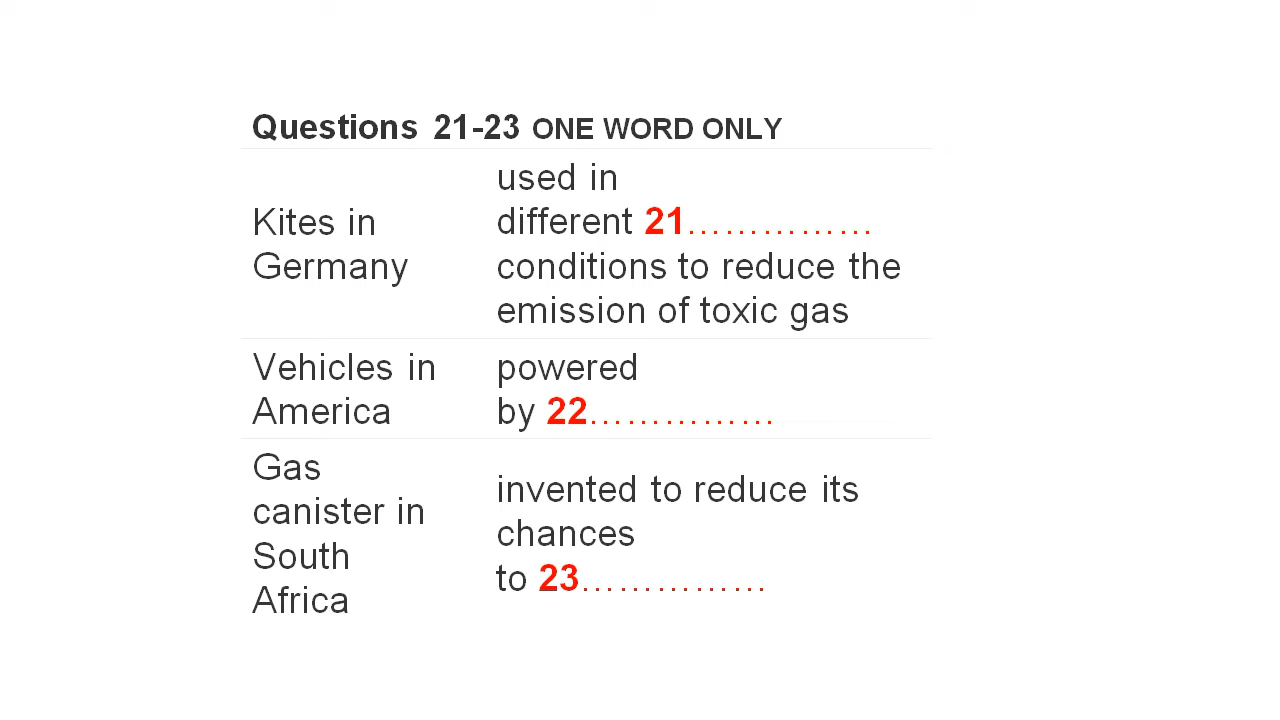 Questions 21-23 ONE WORD ONLY
Kites in
Germany
used in
different 21……………
conditions to reduce the
emission of toxic gas
Vehicles in
America
powered
by 22……………
Gas
canister in
South
Africa
invented to reduce its
chances
to 23……………